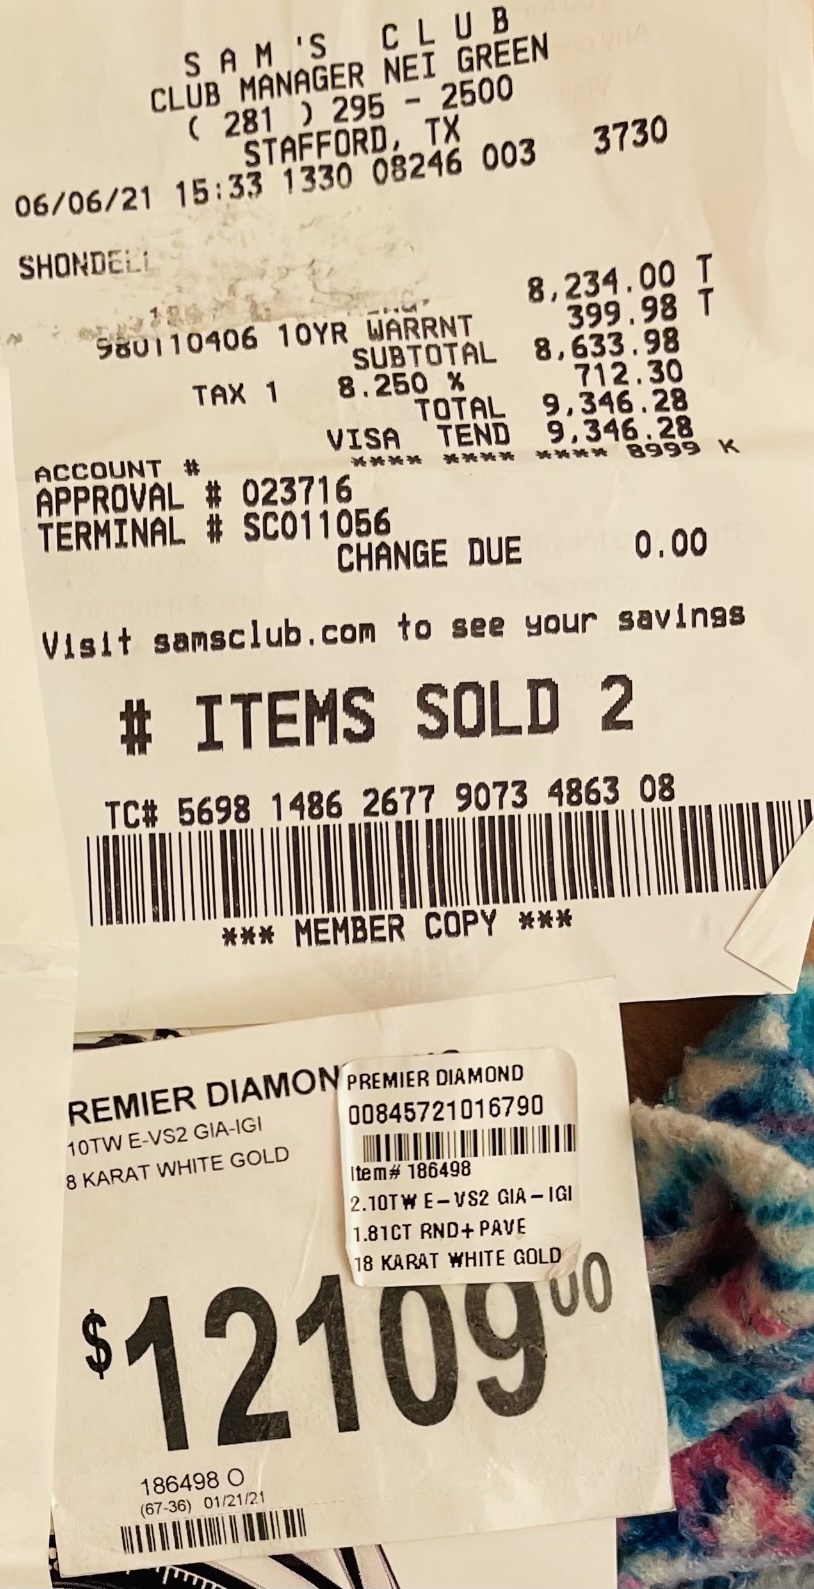 SAM'S CLUB
CLUB MANAGER NEI GREEN
( 281 ) 295 - 2500
STAFFORD, TX
06/06/21 15:33 1330 08246 003 3730
SHONDELL
8,234.00 T
980110406 10YR WARRNT 399.98 T
SUBTOTAL 8,633.98
TAX 1 8.250 % 712.30
TOTAL 9,346.28
VISA TEND 9,346.28
ACCOUNT # **** **** **** 8999 K
APPROVAL # 023716
TERMINAL # SC011056
CHANGE DUE 0.00
Visit samsclub.com to see your savings
# ITEMS SOLD 2
TC# 5698 1486 2677 9073 4863 08
*** MEMBER COPY ***
REMIER DIAMON
10TW E-VS2 GIA-IGI
8 KARAT WHITE GOLD
PREMIER DIAMOND
00845721016790
Item# 186498
2.10TW E-VS2 GIA-IGI
1.81CT RND+PAVE
18 KARAT WHITE GOLD
$12109 00
186498 O
(67-36) 01/21/21